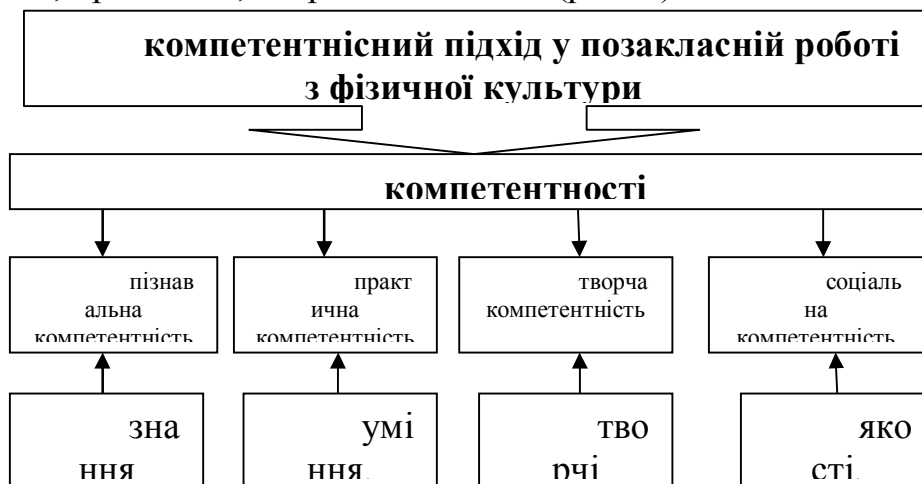 компетентнісний підхід у позакласній роботі
з фізичної культури
компетентності
пізнав
альна
компетентність
практ
ична
компетентність
творча
компетентність
соціаль
на
компетентність
зна
ння
умі
ння.
тво
рчі
яко
сті.